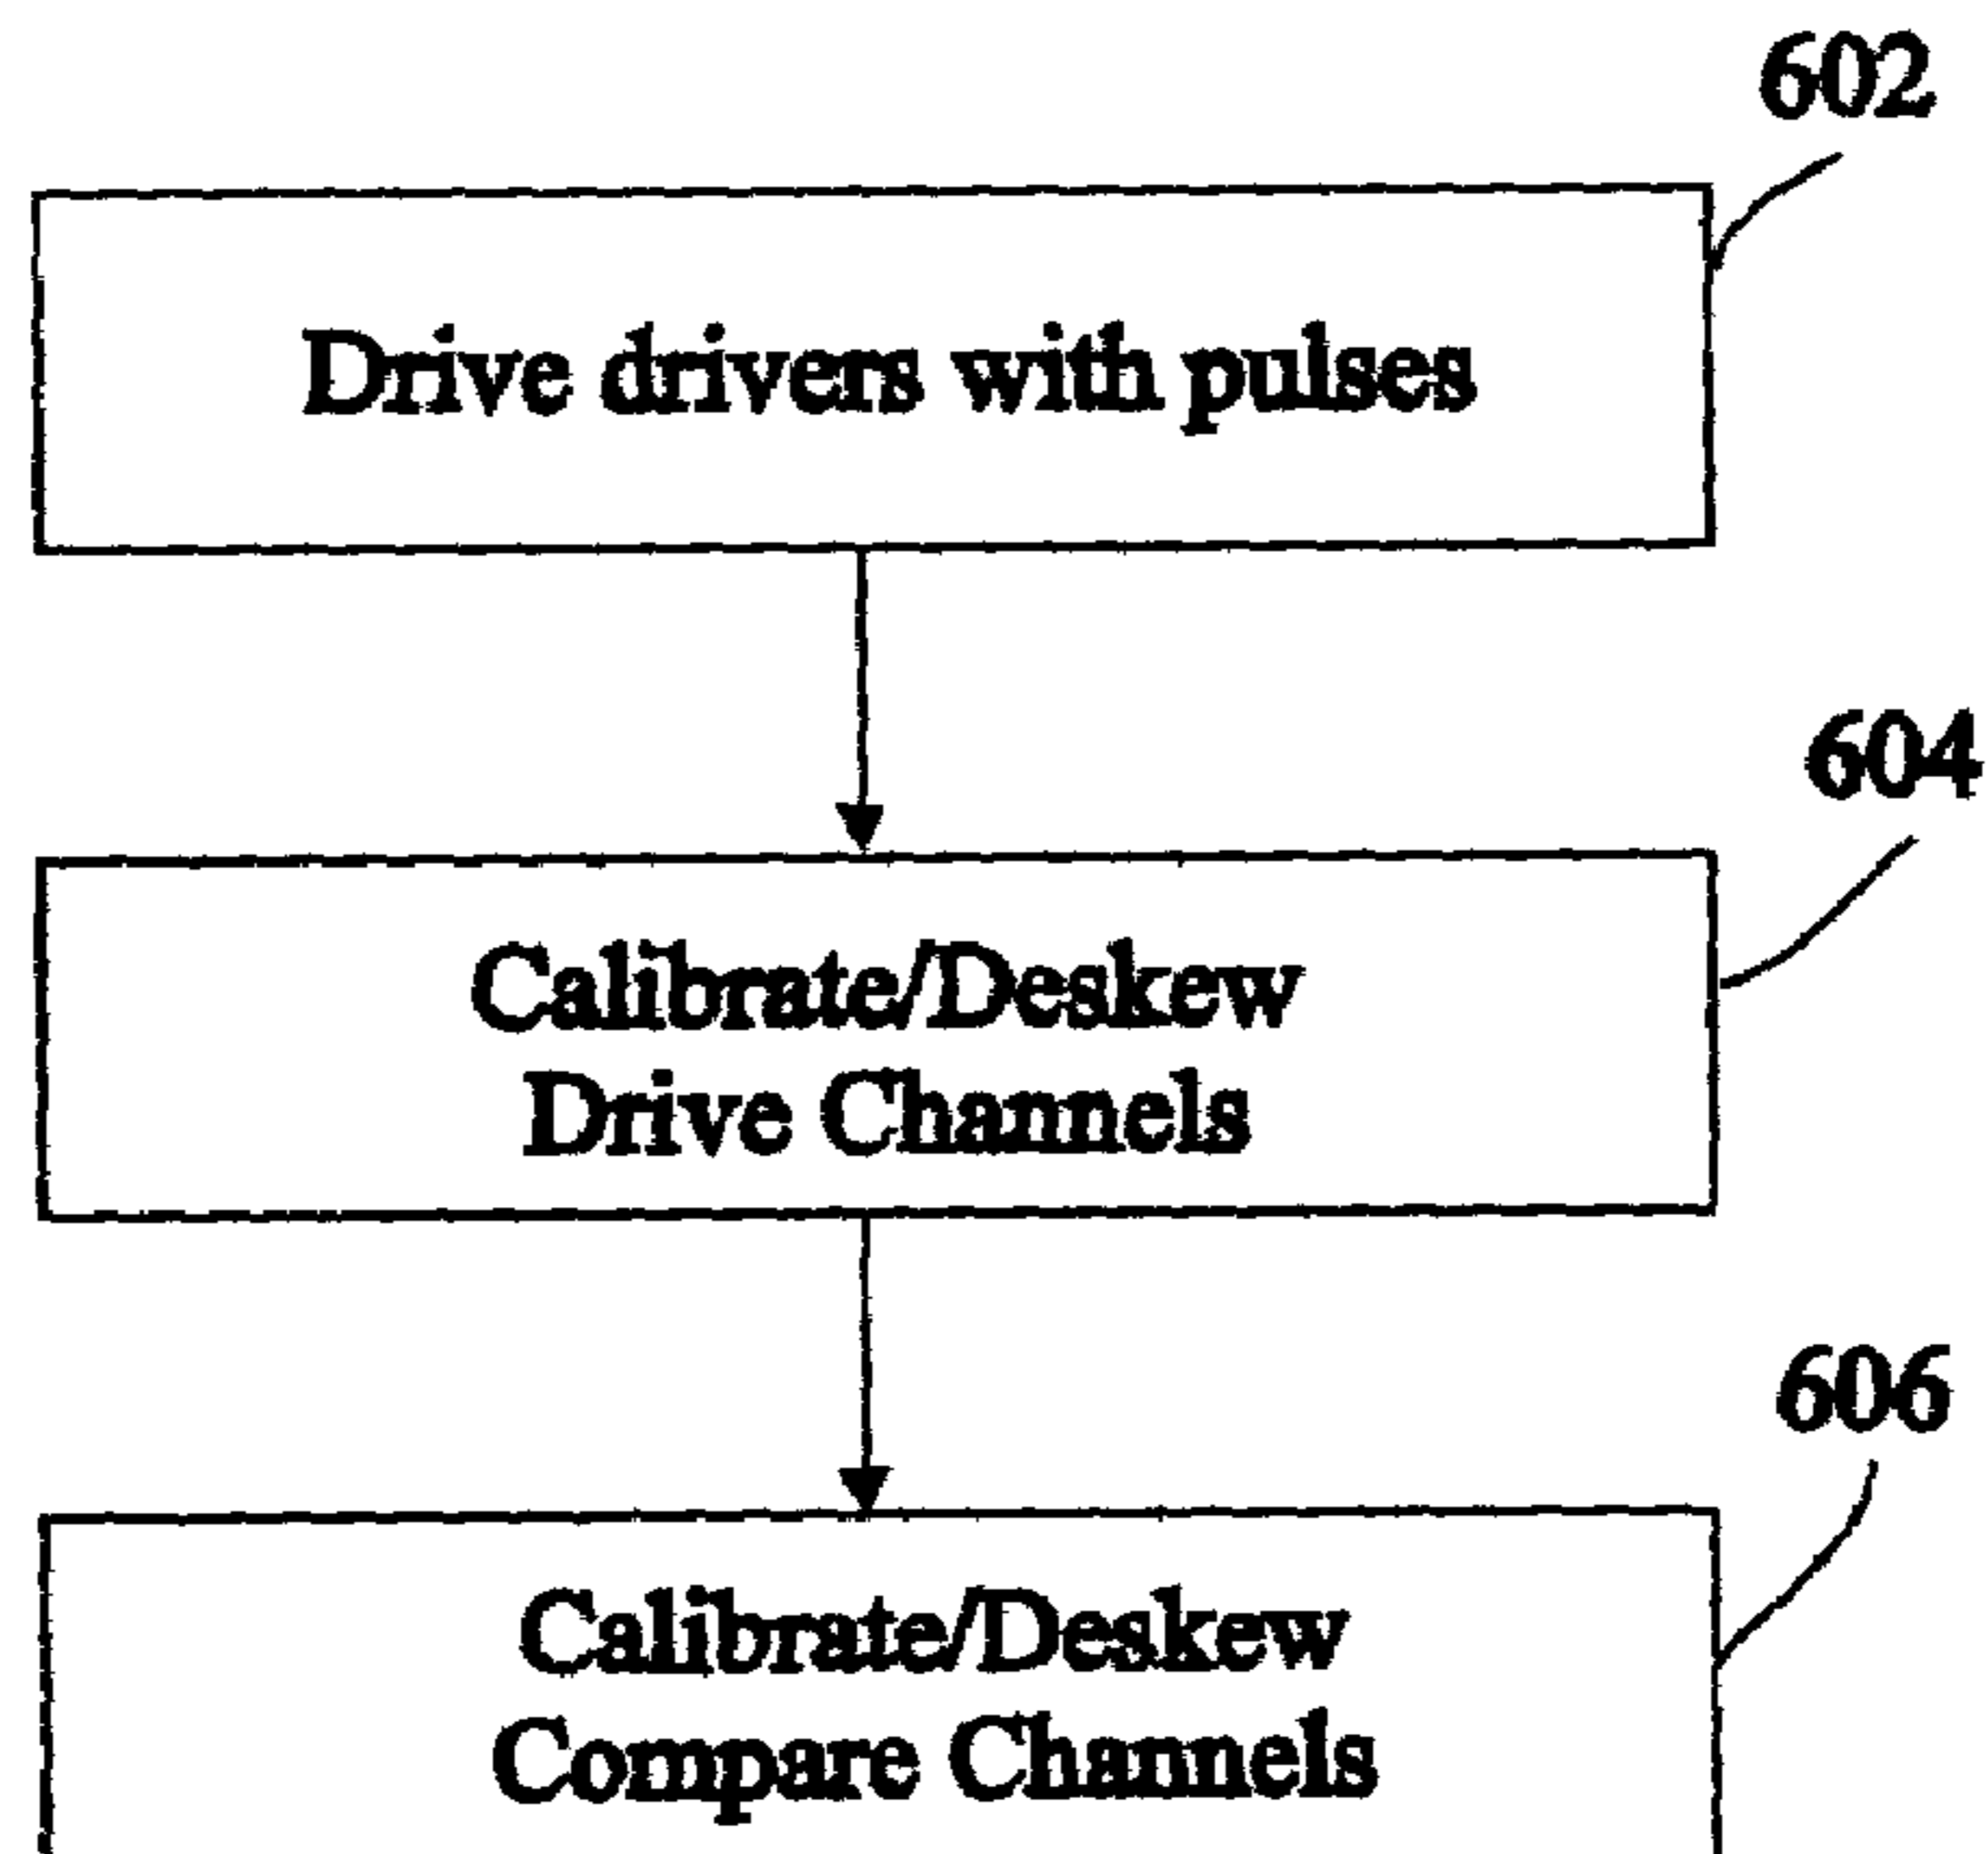 602
Drive drivers with pulses
604
Calibrate/Deskew
Drive Channels
606
Calibrate/Deskew
Compare Channels